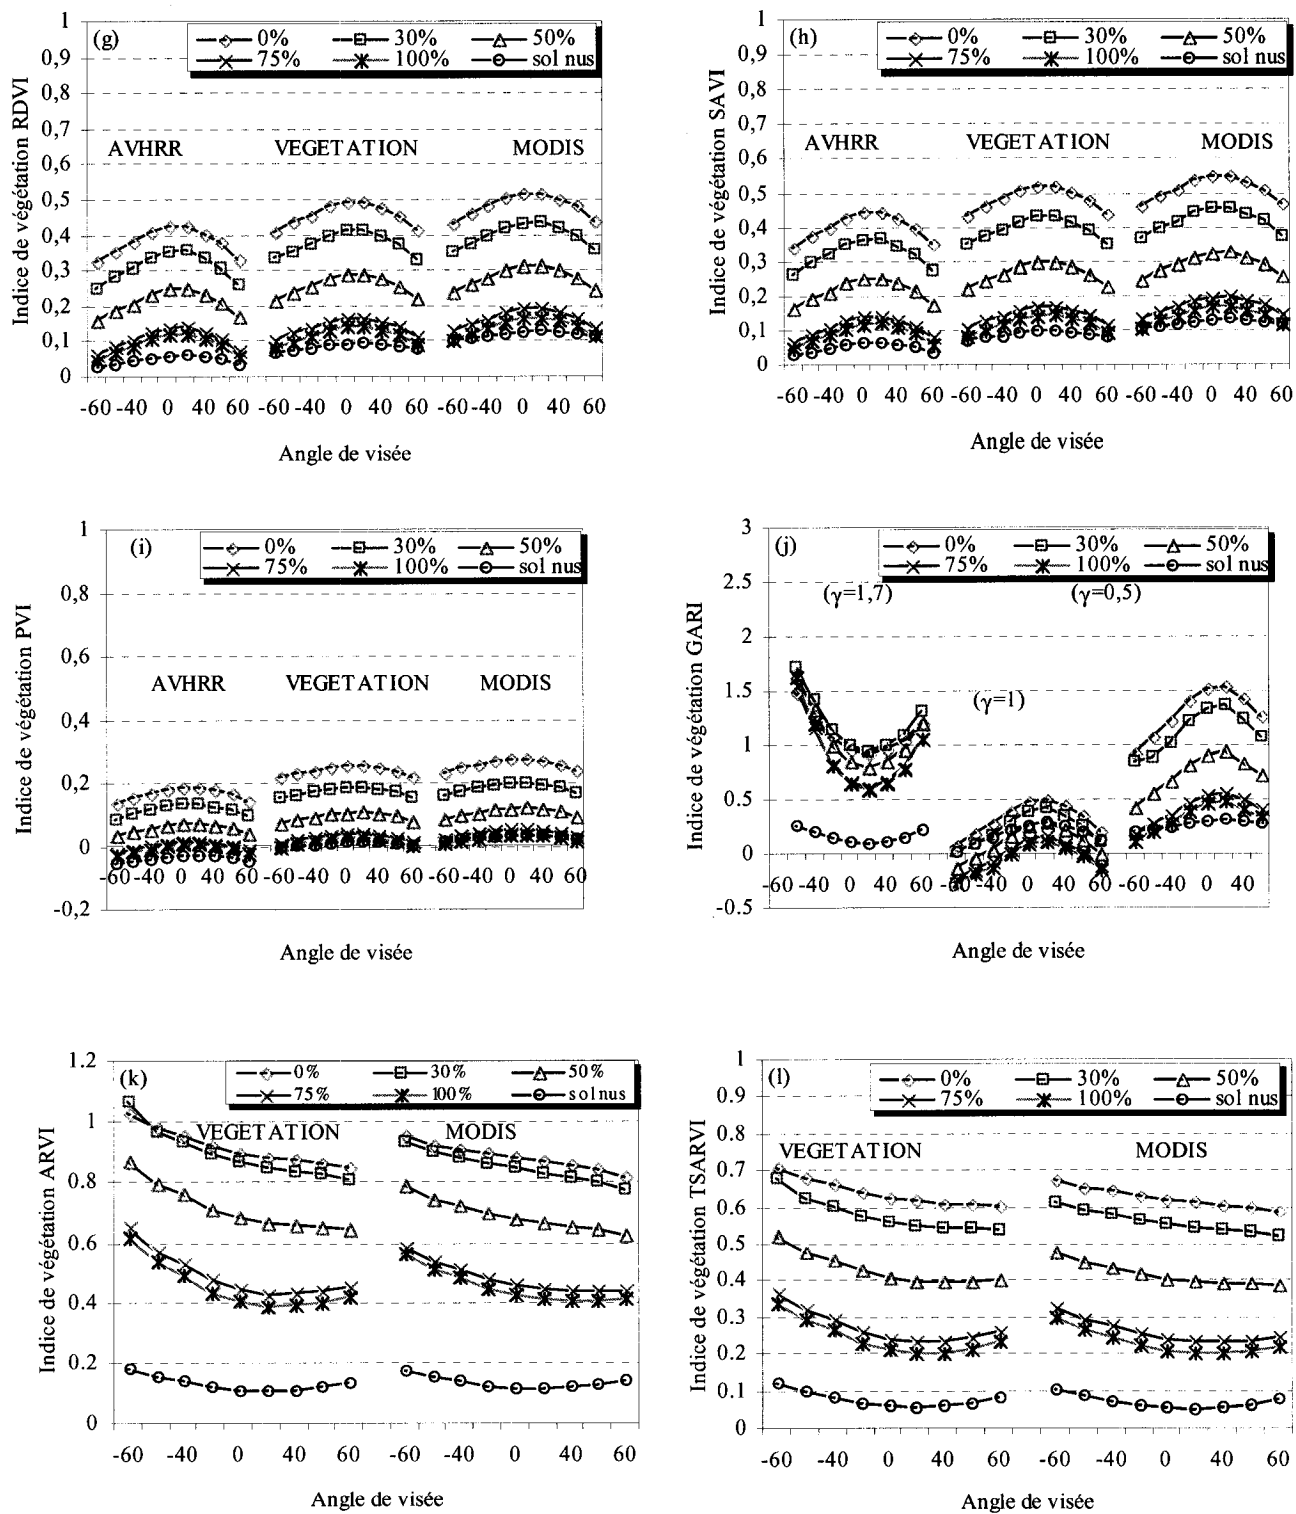 (g)
0% 30% 50%
75% 100% sol nus
Indice de végétation RDVI
1
0,9
0,8
0,7
0,6
0,5
0,4
0,3
0,2
0,1
0
AVHRR VEGETATION MODIS
-60 -40 0 40 60 -60 -40 0 40 60 -60 -40 0 40 60
Angle de visée
(h)
0% 30% 50%
75% 100% sol nus
Indice de végétation SAVI
1
0,9
0,8
0,7
0,6
0,5
0,4
0,3
0,2
0,1
0
AVHRR VEGETATION MODIS
-60 -40 0 40 60 -60 -40 0 40 60 -60 -40 0 40 60
Angle de visée
(i)
0% 30% 50%
75% 100% sol nus
Indice de végétation PVI
1
0,8
0,6
0,4
0,2
0
-0,2
AVHRR VEGETATION MODIS
-60 -40 0 40 60 -60 -40 0 40 60 -60 -40 0 40 60
Angle de visée
(j)
0% 30% 50%
75% 100% sol nus
Indice de végétation GARI
3
2.5
2
1.5
1
0.5
0
-0.5
(γ=1,7) (γ=0,5)
(γ=1)
-60 -40 0 40 60 -60 -40 0 40 60 -60 -40 0 40
Angle de visée
(k)
0% 30% 50%
75% 100% sol nus
Indice de végétation ARVI
1.2
1
0.8
0.6
0.4
0.2
0
VEGETATION MODIS
-60 -40 0 40 60 -60 -40 0 40 60
Angle de visée
(l)
0% 30% 50%
75% 100% sol nus
Indice de végétation TSARVI
1
0.9
0.8
0.7
0.6
0.5
0.4
0.3
0.2
0.1
0
VEGETATION MODIS
-60 -40 0 40 60 -60 -40 0 40 60
Angle de visée